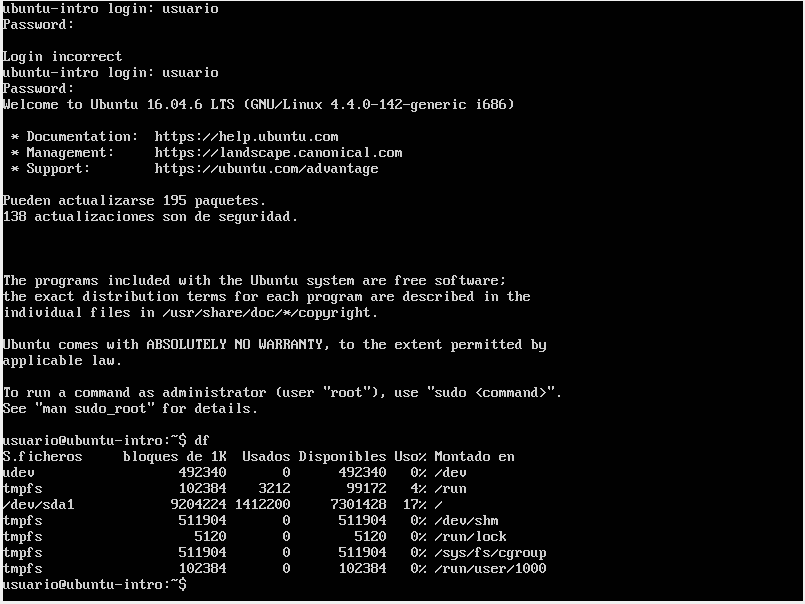 ubuntu-intro login: usuario
Password:
Login incorrect
ubuntu-intro login: usuario
Password:
Welcome to Ubuntu 16.04.6 LTS (GNU/Linux 4.4.0-142-generic i686)
* Documentation:  https://help.ubuntu.com
* Management:     https://landscape.canonical.com
* Support:        https://ubuntu.com/advantage
Pueden actualizarse 195 paquetes.
138 actualizaciones son de seguridad.
The programs included with the Ubuntu system are free software;
the exact distribution terms for each program are described in the
individual files in /usr/share/doc/*/copyright.
Ubuntu comes with ABSOLUTELY NO WARRANTY, to the extent permitted by
applicable law.
To run a command as administrator (user "root"), use "sudo <command>".
See "man sudo_root" for details.
usuario@ubuntu-intro:~$ df
S.ficheros     bloques de 1K  Usados Disponibles Uso% Montado en
udev                  492340       0      492340   0% /dev
tmpfs                 102384    3212       99172   4% /run
/dev/sda1            9204224 1412200     7301428  17% /
tmpfs                 511904       0      511904   0% /dev/shm
tmpfs                   5120       0        5120   0% /run/lock
tmpfs                 511904       0      511904   0% /sys/fs/cgroup
tmpfs                 102384       0      102384   0% /run/user/1000
usuario@ubuntu-intro:~$